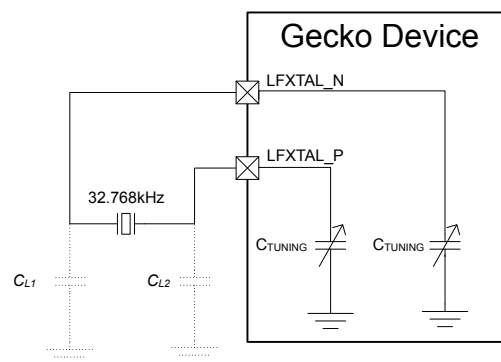 Gecko Device
LFXTAL_N
LFXTAL_P
32.768kHz
CTUNING
CTUNING
CL1
CL2